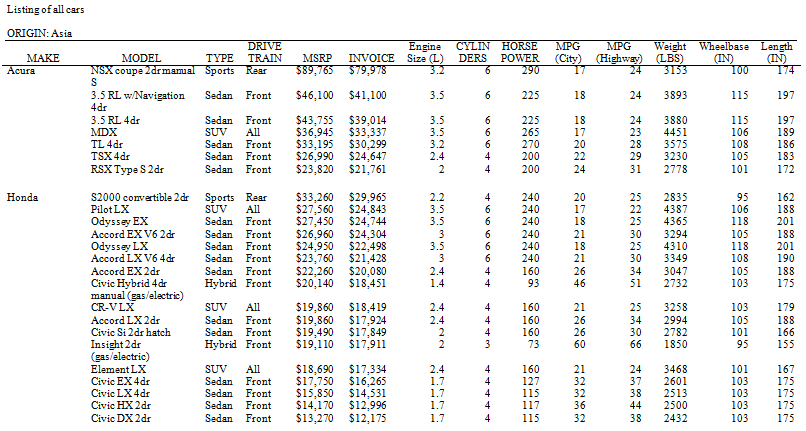 Listing of all cars
ORIGIN: Asia
DRIVE Engine CYLIN HORSE MPG MPG Weight Wheelbase Length
MAKE MODEL TYPE TRAIN MSRP INVOICE Size (L) DERS POWER (City) (Highway) (LBS) (IN) (IN)
Acura NSX coupe 2dr manual Sports Rear $89,765 $79,978 3.2 6 290 17 24 3153 100 174
S
3.5 RL w/Navigation Sedan Front $46,100 $41,100 3.5 6 225 18 24 3893 115 197
4dr
3.5 RL 4dr Sedan Front $43,755 $39,014 3.5 6 225 18 24 3880 115 197
MDX SUV All $36,945 $33,337 3.5 6 265 17 23 4451 106 189
TL 4dr Sedan Front $33,195 $30,299 3.2 6 270 20 28 3575 108 186
TSX 4dr Sedan Front $26,990 $24,647 2.4 4 200 22 29 3230 105 183
RSX Type S 2dr Sedan Front $23,820 $21,761 2 4 200 24 31 2778 101 172
Honda S2000 convertible 2dr Sports Rear $33,260 $29,965 2.2 4 240 20 25 2835 95 162
Pilot LX SUV All $27,560 $24,843 3.5 6 240 17 22 4387 106 188
Odyssey EX Sedan Front $27,450 $24,744 3.5 6 240 18 25 4365 118 201
Accord EX V6 2dr Sedan Front $26,960 $24,304 3 6 240 21 30 3294 105 188
Odyssey LX Sedan Front $24,950 $22,498 3.5 6 240 18 25 4310 118 201
Accord LX V6 4dr Sedan Front $23,760 $21,428 3 6 240 21 30 3349 108 190
Accord EX 2dr Sedan Front $22,260 $20,080 2.4 4 160 26 34 3047 105 188
Civic Hybrid 4dr Hybrid Front $20,140 $18,451 1.4 4 93 46 51 2732 103 175
manual (gas/electric)
CR-V LX SUV All $19,860 $18,419 2.4 4 160 21 25 3258 103 179
Accord LX 2dr Sedan Front $19,860 $17,924 2.4 4 160 26 34 2994 105 188
Civic Si 2dr hatch Sedan Front $19,490 $17,849 2 4 160 26 30 2782 101 166
Insight 2dr Hybrid Front $19,110 $17,911 2 3 73 60 66 1850 95 155
(gas/electric)
Element LX SUV All $18,690 $17,334 2.4 4 160 21 24 3468 101 167
Civic EX 4dr Sedan Front $17,750 $16,265 1.7 4 127 32 37 2601 103 175
Civic LX 4dr Sedan Front $15,850 $14,531 1.7 4 115 32 38 2513 103 175
Civic HX 2dr Sedan Front $14,170 $12,996 1.7 4 117 36 44 2500 103 175
Civic DX 2dr Sedan Front $13,270 $12,175 1.7 4 115 32 38 2432 103 175